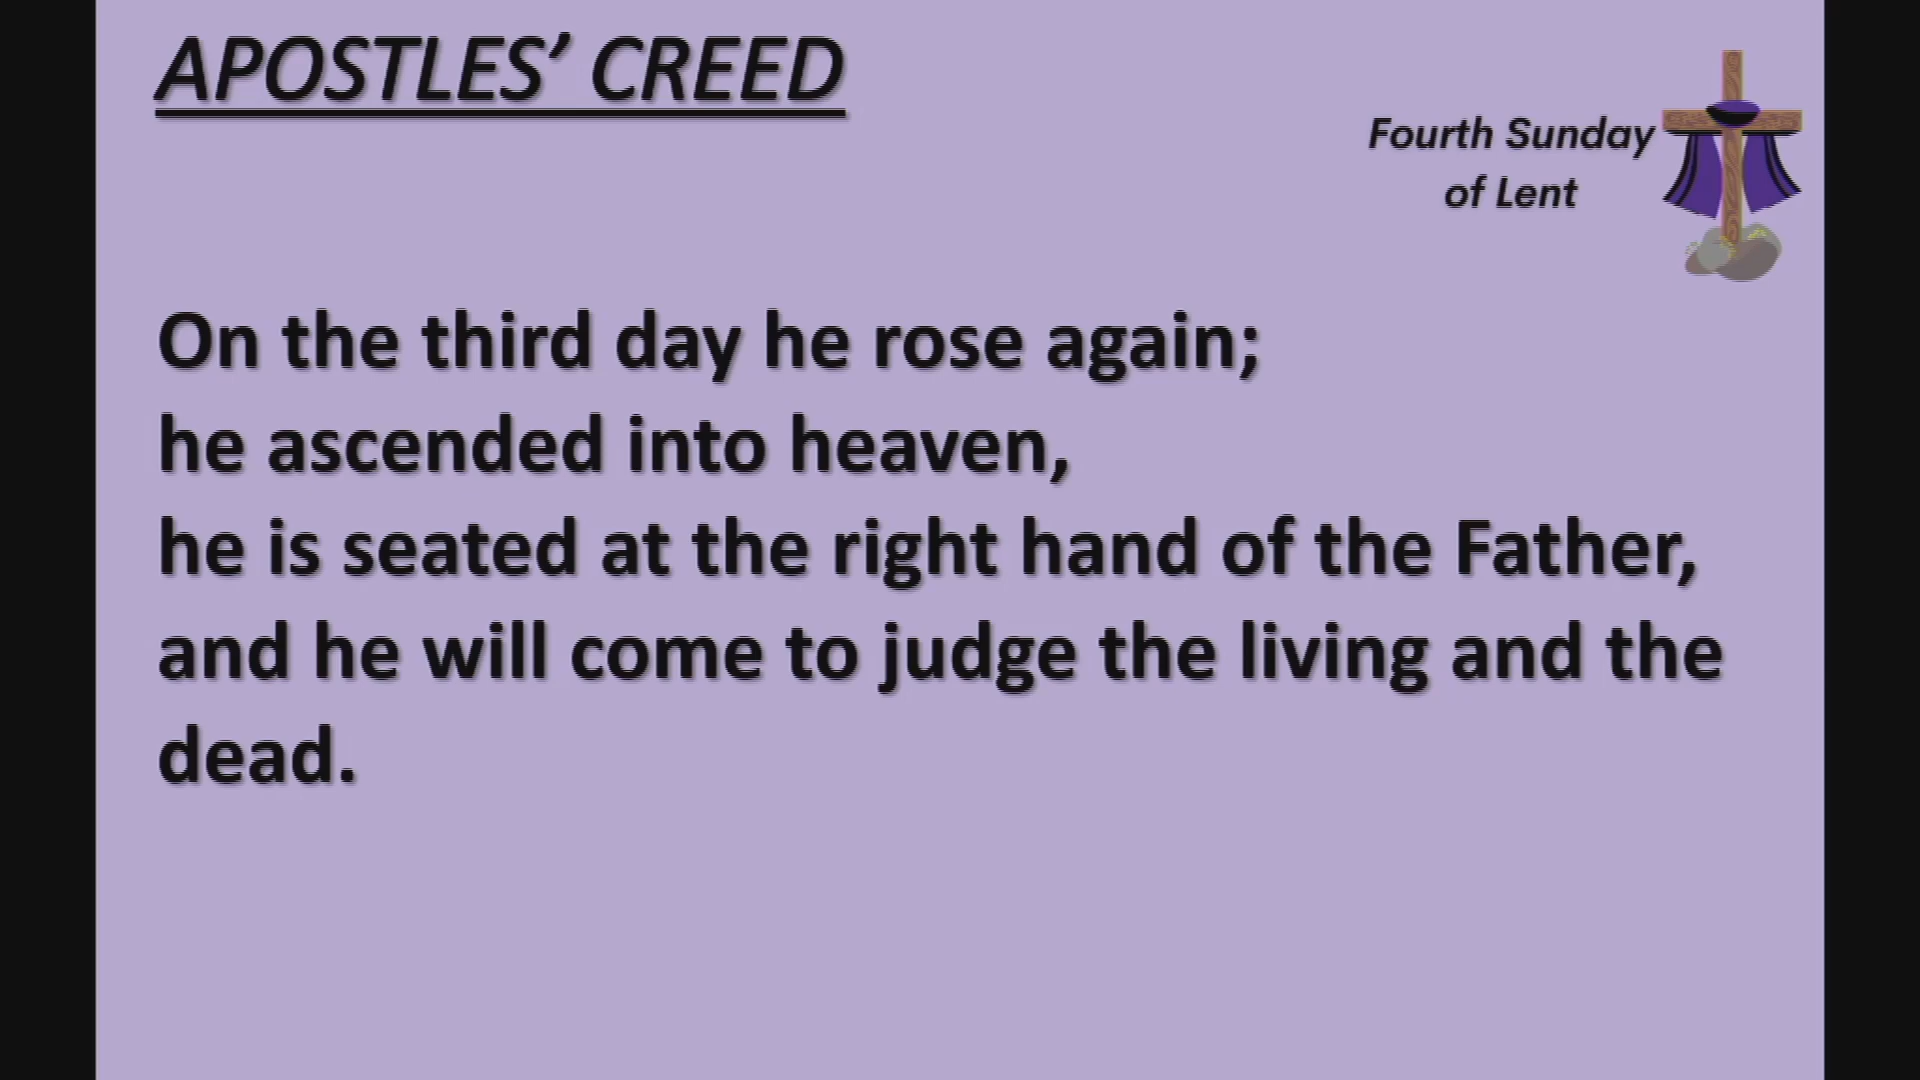 APOSTLES’ CREED
Fourth Sunday
of Lent
On the third day he rose again;
he ascended into heaven,
he is seated at the right hand of the Father,
and he will come to judge the living and the
dead.